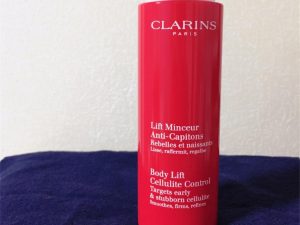 CLARINS
PARIS
Lift Minceur
Anti-Capitons
Rebelles et naissants
Lisse, raffermit, regalbe
Body Lift
Cellulite Control
Targets early
& stubborn cellulite
Smoothes, firms, refines